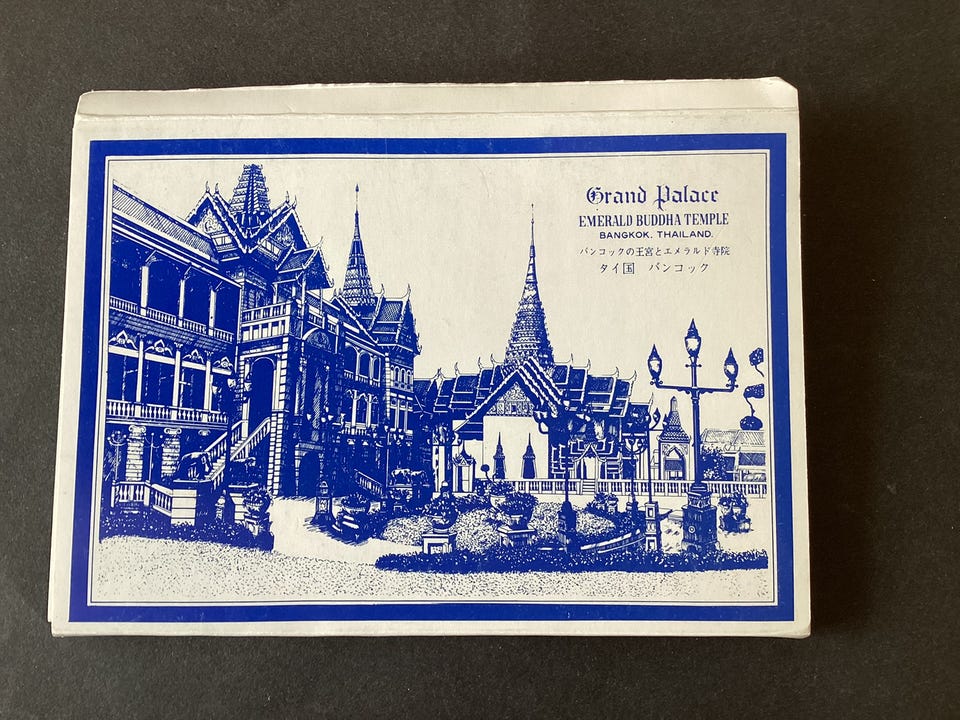 Grand Palace
EMERALD BUDDHA TEMPLE
BANGKOK. THAILAND.
バンコックの王宮とエメラルド寺院
タイ国 バンコック